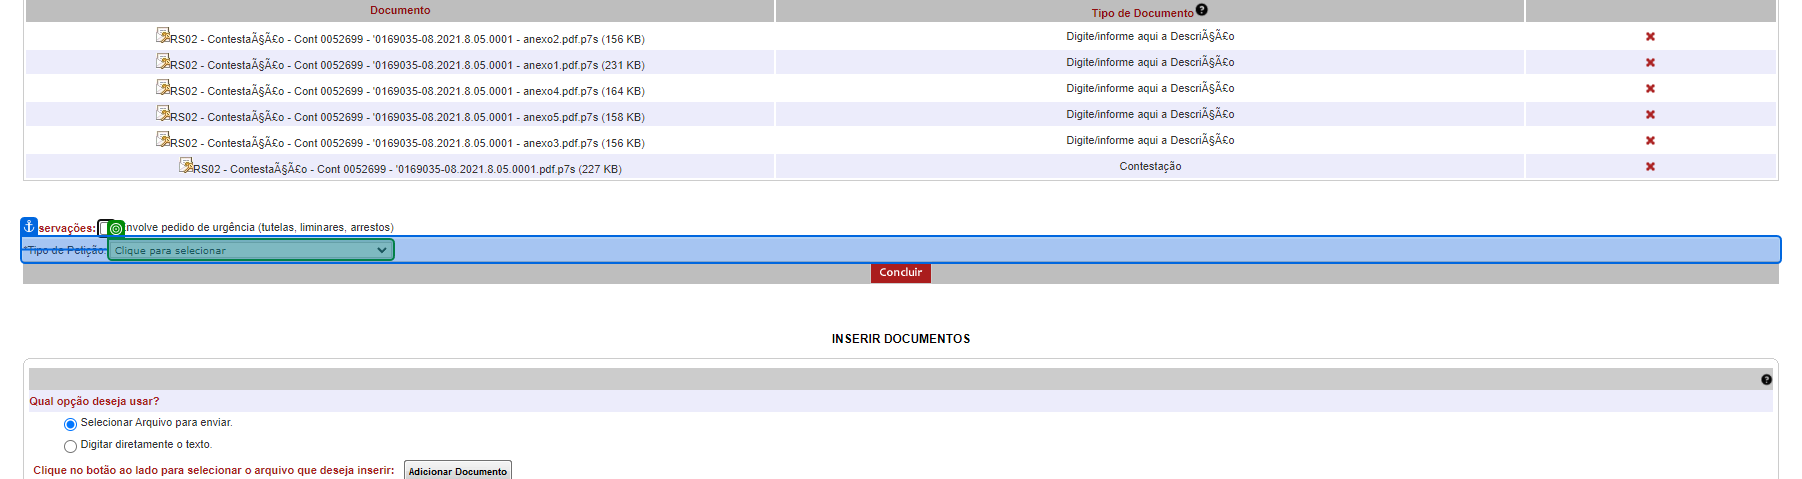 Documento Tipo de Documento
RS02 - ContestaÃ§Ã£o - Cont 0052699 - '0169035-08.2021.8.05.0001 - anexo2.pdf.p7s (156 KB) Digite/informe aqui a DescriÃ§Ã£o
RS02 - ContestaÃ§Ã£o - Cont 0052699 - '0169035-08.2021.8.05.0001 - anexo1.pdf.p7s (231 KB) Digite/informe aqui a DescriÃ§Ã£o
RS02 - ContestaÃ§Ã£o - Cont 0052699 - '0169035-08.2021.8.05.0001 - anexo4.pdf.p7s (164 KB) Digite/informe aqui a DescriÃ§Ã£o
RS02 - ContestaÃ§Ã£o - Cont 0052699 - '0169035-08.2021.8.05.0001 - anexo5.pdf.p7s (158 KB) Digite/informe aqui a DescriÃ§Ã£o
RS02 - ContestaÃ§Ã£o - Cont 0052699 - '0169035-08.2021.8.05.0001 - anexo3.pdf.p7s (156 KB) Digite/informe aqui a DescriÃ§Ã£o
RS02 - ContestaÃ§Ã£o - Cont 0052699 - '0169035-08.2021.8.05.0001.pdf.p7s (227 KB) Contestação
servações: nvolve pedido de urgência (tutelas, liminares, arrestos)
*Tipo de Petição: Clique para selecionar
Concluir
INSERIR DOCUMENTOS
Qual opção deseja usar?
Selecionar Arquivo para enviar.
Digitar diretamente o texto.
Clique no botão ao lado para selecionar o arquivo que deseja inserir: Adicionar Documento